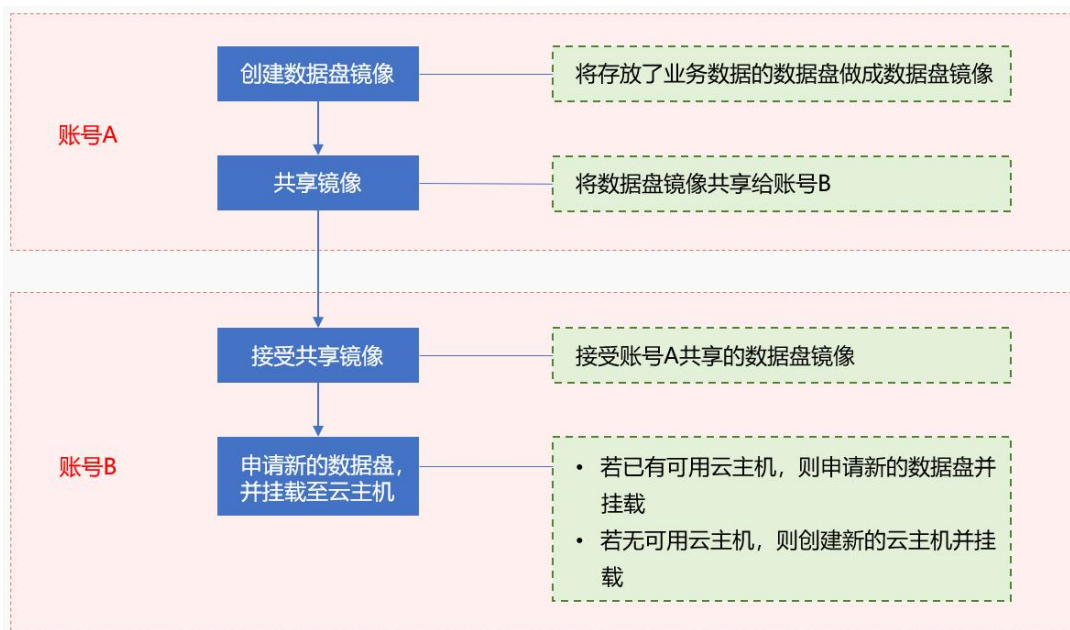 创建数据盘镜像
将存放了业务数据的数据盘做成数据盘镜像
账号A
共享镜像
将数据盘镜像共享给账号B
接受共享镜像
接受账号A共享的数据盘镜像
账号B
申请新的数据盘，
并挂载至云主机
• 若已有可用云主机，则申请新的数据盘并
挂载
• 若无可用云主机，则创建新的云主机并挂
载